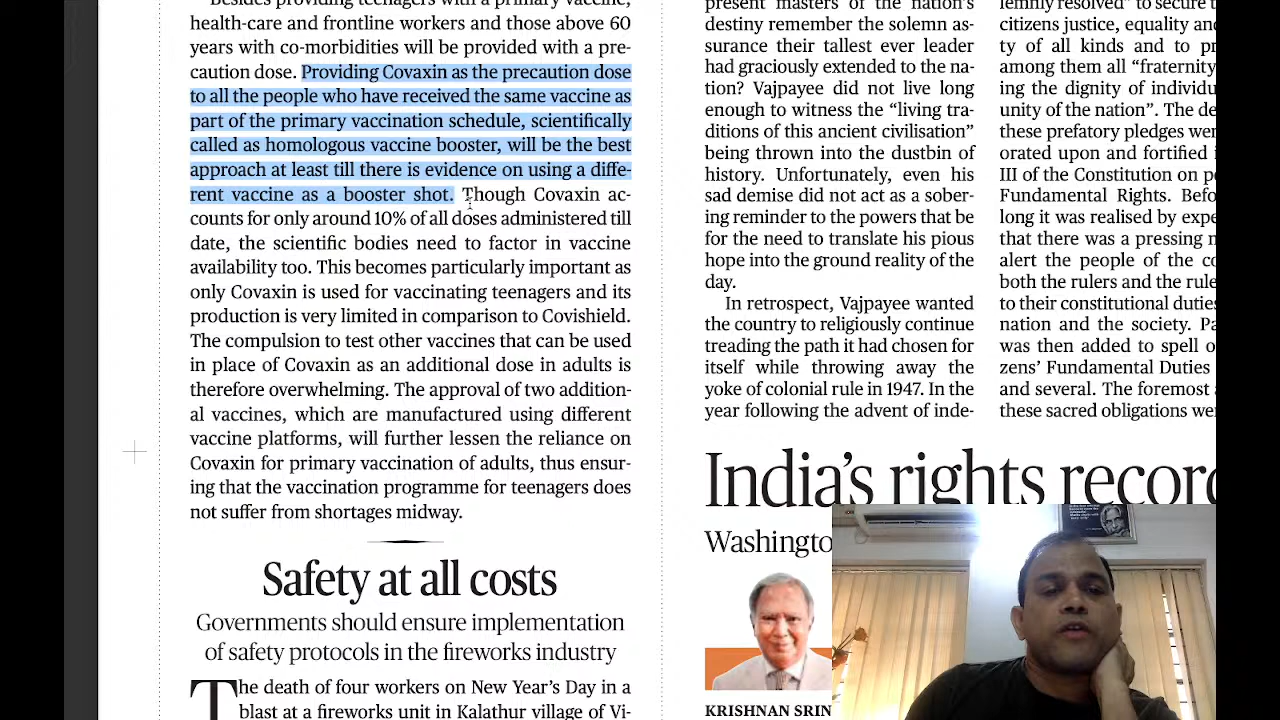 Besides providing teenagers with a primary vaccine,
health-care and frontline workers and those above 60
years with co-morbidities will be provided with a pre-
caution dose. Providing Covaxin as the precaution dose
to all the people who have received the same vaccine as
part of the primary vaccination schedule, scientifically
called as homologous vaccine booster, will be the best
approach at least till there is evidence on using a diffe-
rent vaccine as a booster shot. Though Covaxin ac-
counts for only around 10% of all doses administered till
date, the scientific bodies need to factor in vaccine
availability too. This becomes particularly important as
only Covaxin is used for vaccinating teenagers and its
production is very limited in comparison to Covishield.
The compulsion to test other vaccines that can be used
in place of Covaxin as an additional dose in adults is
therefore overwhelming. The approval of two addition-
al vaccines, which are manufactured using different
vaccine platforms, will further lessen the reliance on
Covaxin for primary vaccination of adults, thus ensur-
ing that the vaccination programme for teenagers does
not suffer from shortages midway.
Safety at all costs
Governments should ensure implementation
of safety protocols in the fireworks industry
The death of four workers on New Year's Day in a
blast at a fireworks unit in Kalathur village of Vi-
present masters of the nation's
destiny remember the solemn as-
surance their tallest ever leader
had graciously extended to the na-
tion? Vajpayee did not live long
enough to witness the “living tra-
ditions of this ancient civilisation”
being thrown into the dustbin of
history. Unfortunately, even his
sad demise did not act as a sober-
ing reminder to the powers that be
for the need to translate his pious
hope into the ground reality of the
day.
In retrospect, Vajpayee wanted
the country to religiously continue
treading the path it had chosen for
itself while throwing away the
yoke of colonial rule in 1947. In the
year following the advent of inde-
lemnly resolved” to secure t
citizens justice, equality an
ty of all kinds and to pr
among them all “fraternity
ing the dignity of individu
unity of the nation”. The de
these prefatory pledges wer
orated upon and fortified i
III of the Constitution on p
Fundamental Rights. Befo
long it was realised by expe
that there was a pressing n
alert the people of the co
both the rulers and the rule
to their constitutional duties
nation and the society. Pa
was then added to spell o
zens’ Fundamental Duties
and several. The foremost
these sacred obligations wer
India’s rights record
Washingto
KRISHNAN SRIN